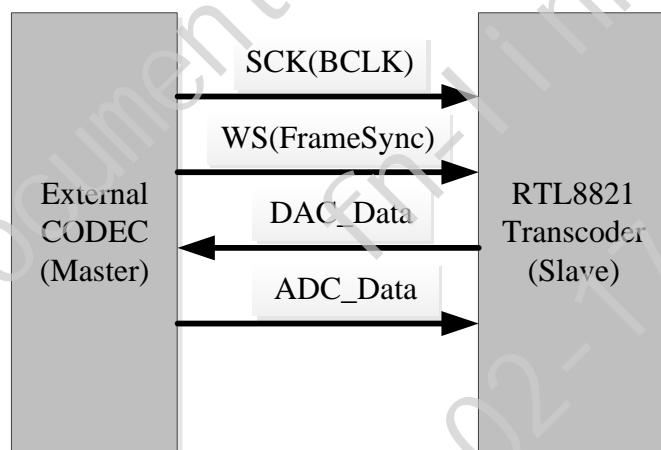 SCK(BCLK)
WS(FrameSync)
External
CODEC
(Master)
DAC_Data
RTL8821
Transcoder
(Slave)
ADC_Data